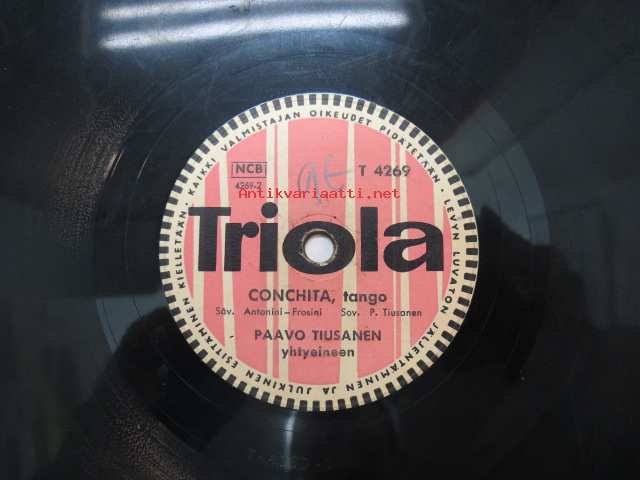 KAIKKI VALMISTAJAN OIKEUDET PIDÄTETÄÄN LEVYN LUVATON JÄLJENTÄMINEN JA JULKINEN ESITTÄMINEN KIELLETÄÄN
NCB
4269-2
T 4269
Antikvariaatti.net
Triola
CONCHITA, tango
Säv. Antonini-Frosini Sov. P. Tiusanen
PAAVO TIUSANEN
yhtyeineen